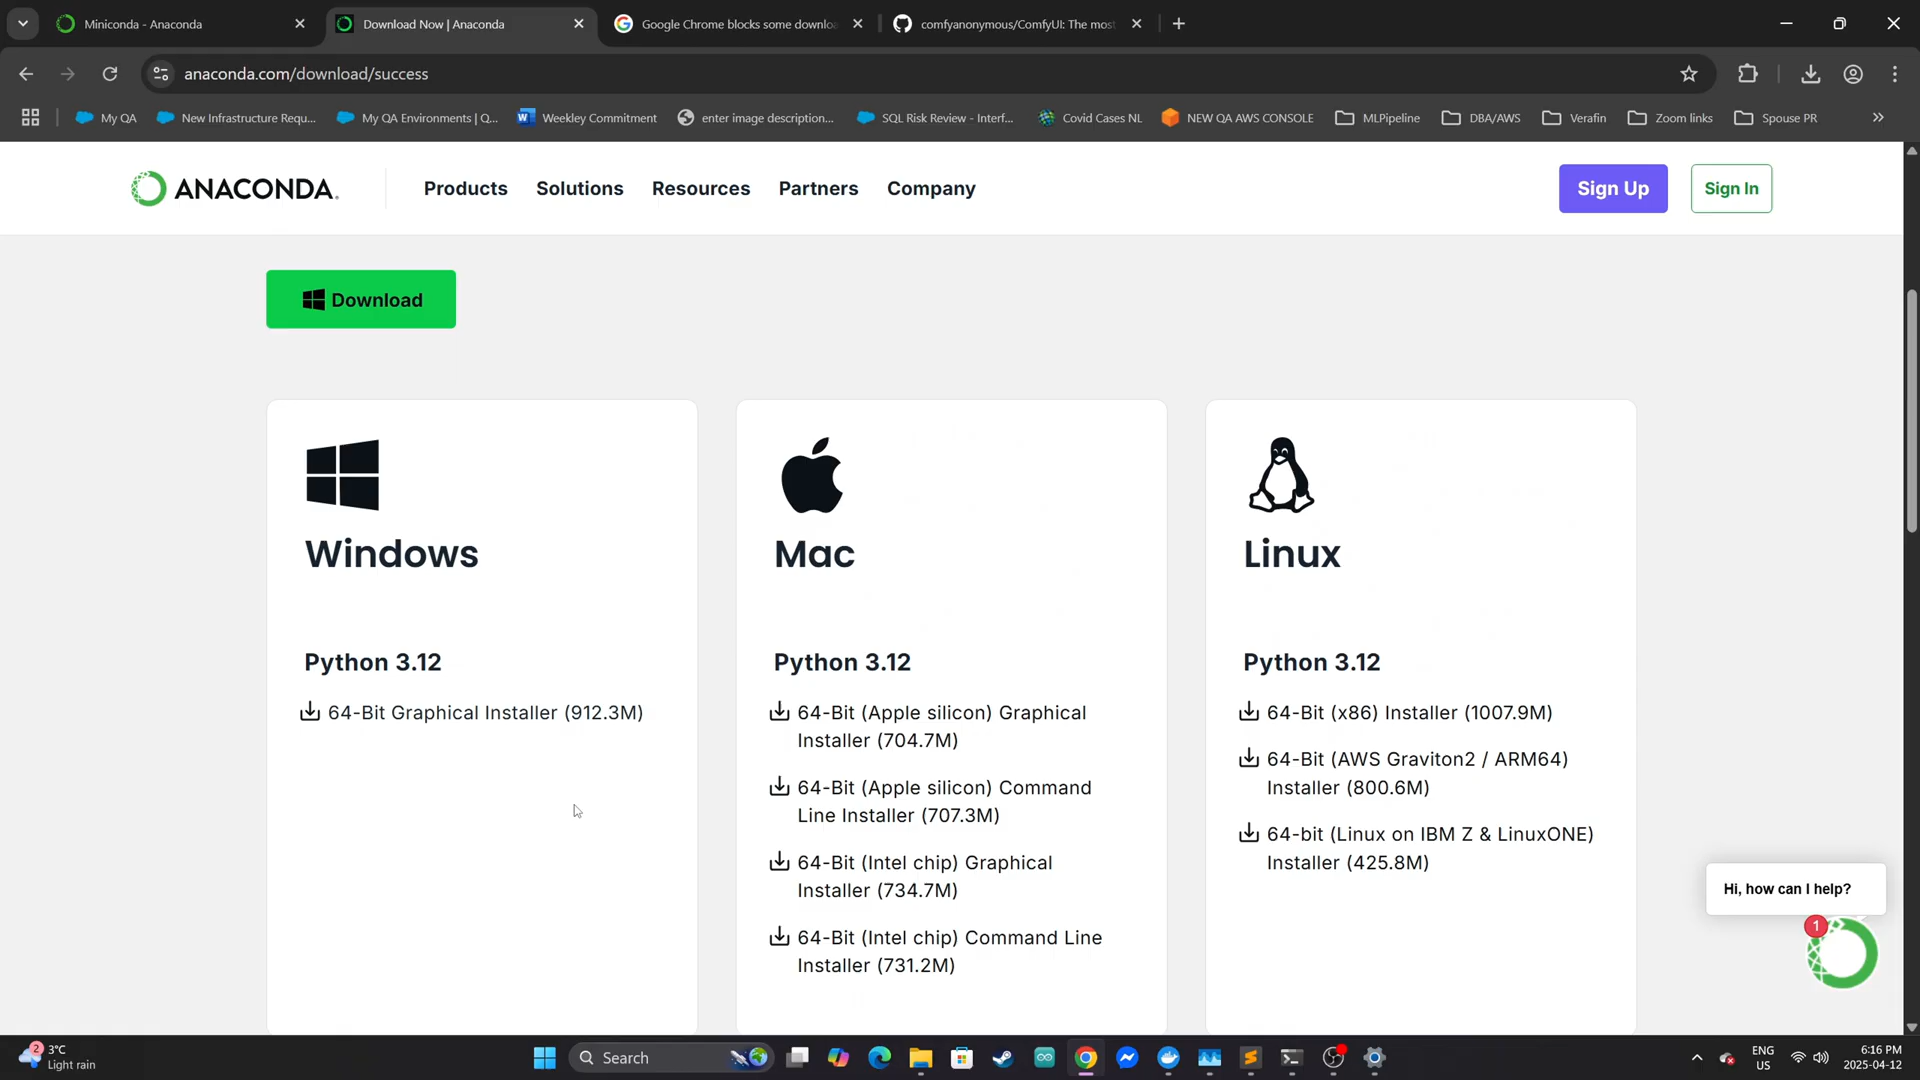 Miniconda - Anaconda
Download Now | Anaconda
Google Chrome blocks some downlo
comfyanonymous/ComfyUI: The most
anaconda.com/download/success
My QA
New Infrastructure Requ...
My QA Environments | Q...
Weekley Commitment
enter image description...
SQL Risk Review - Interf...
Covid Cases NL
NEW QA AWS CONSOLE
MLPipeline
DBA/AWS
Verafin
Zoom links
Spouse PR
ANACONDA.
Products
Solutions
Resources
Partners
Company
Sign Up
Sign In
Download
Windows
Python 3.12
64-Bit Graphical Installer (912.3M)
Mac
Python 3.12
64-Bit (Apple silicon) Graphical
Installer (704.7M)
64-Bit (Apple silicon) Command
Line Installer (707.3M)
64-Bit (Intel chip) Graphical
Installer (734.7M)
64-Bit (Intel chip) Command Line
Installer (731.2M)
Linux
Python 3.12
64-Bit (x86) Installer (1007.9M)
64-Bit (AWS Graviton2 / ARM64)
Installer (800.6M)
64-bit (Linux on IBM Z & LinuxONE)
Installer (425.8M)
Hi, how can I help?
1
2
3°C
Light rain
Search
ENG
US
6:16 PM
2025-04-12